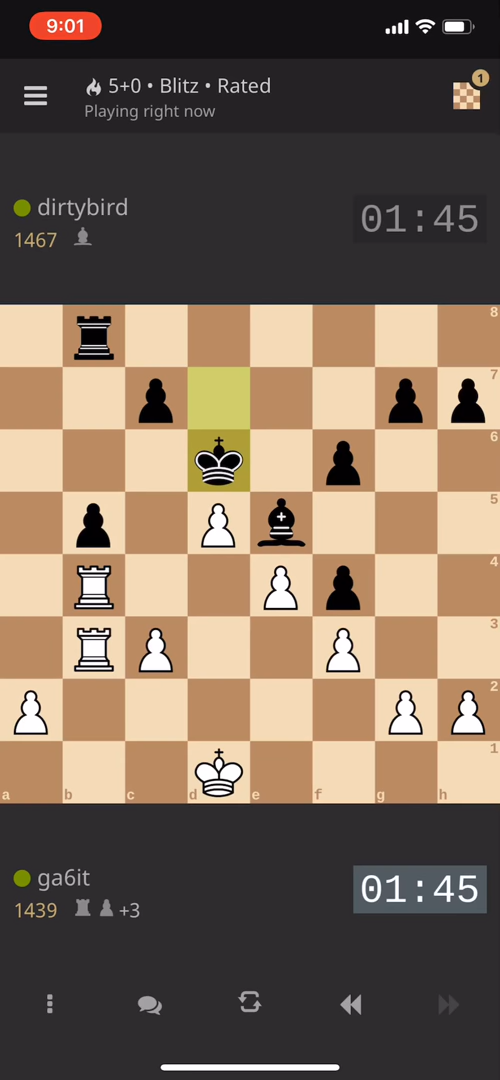 9:01
5+0 • Blitz • Rated
1
Playing right now
dirtybird
01:45
1467
8
7
6
5
4
3
2
1
a b c d e f g h
ga6it
01:45
1439 +3